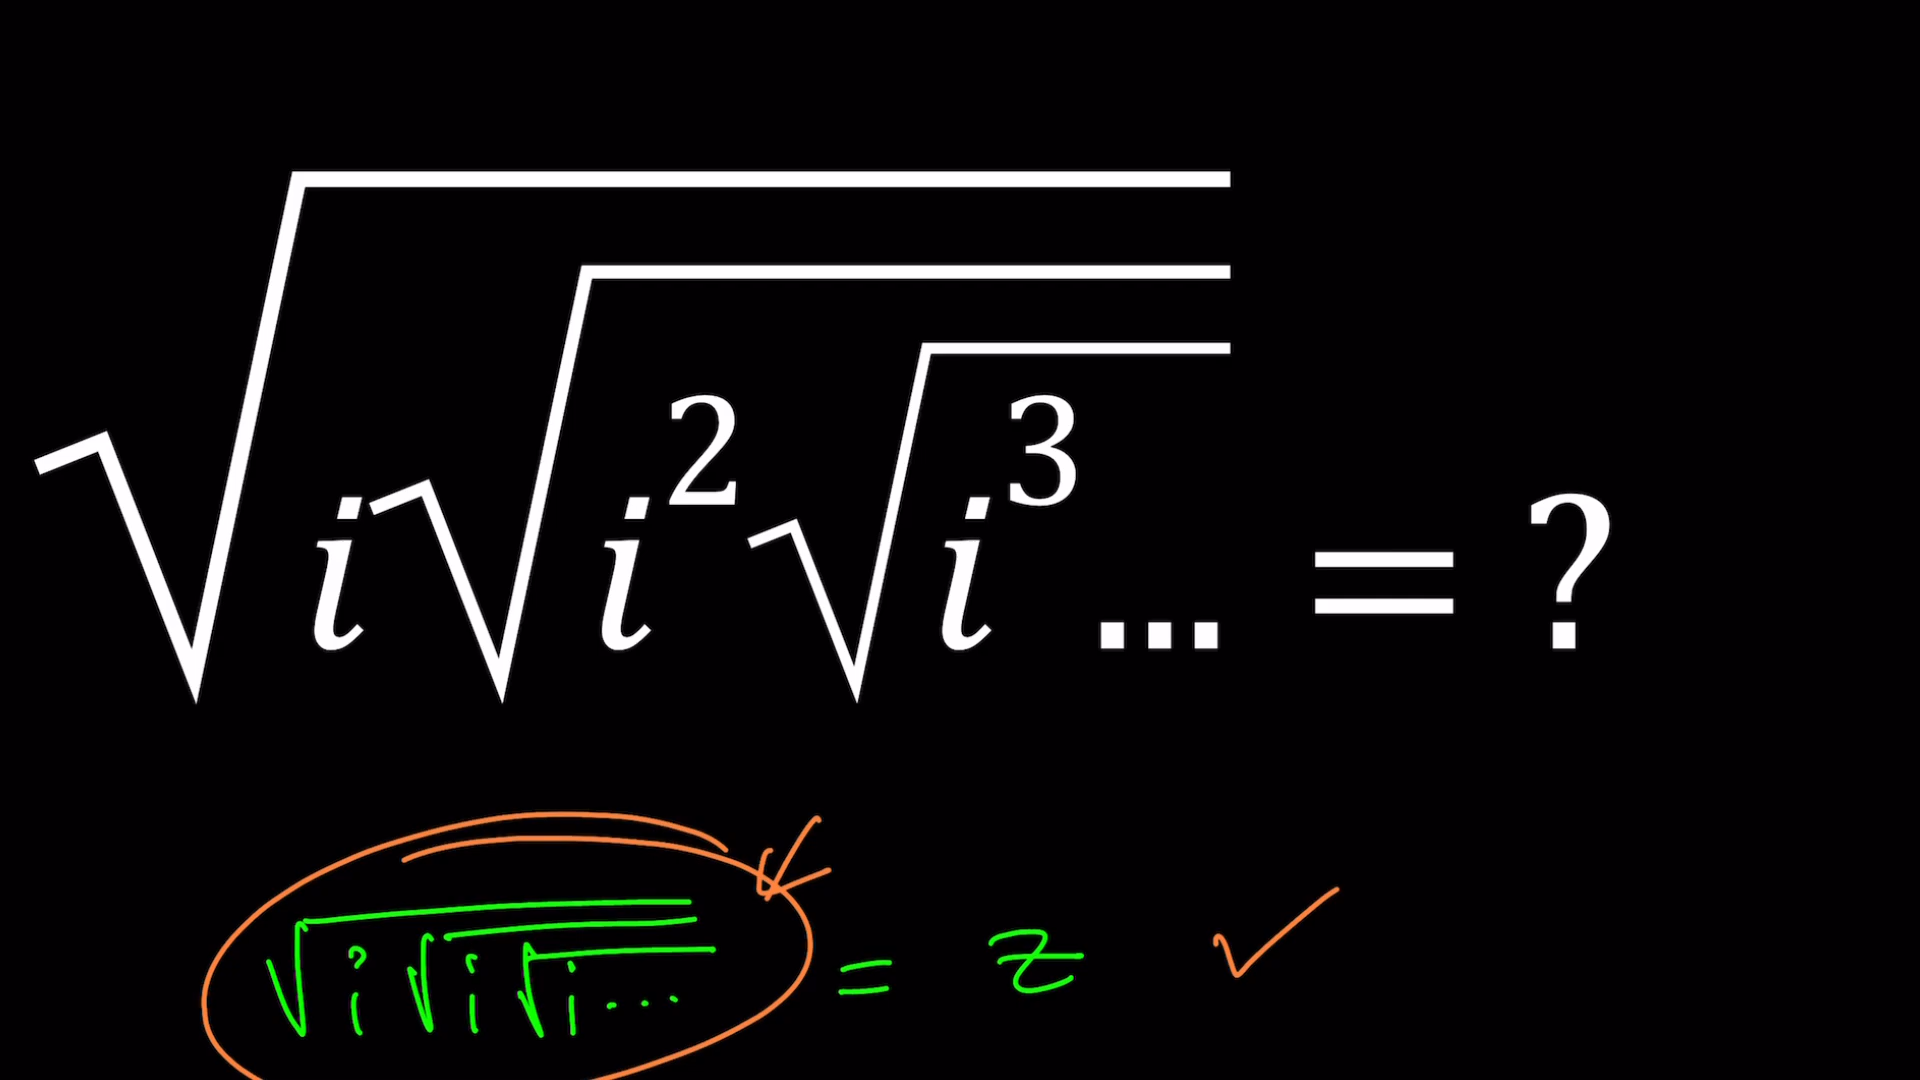 √(i√(i²√(i³...))) = ?
√(i√(i√(i...))) = z ✓